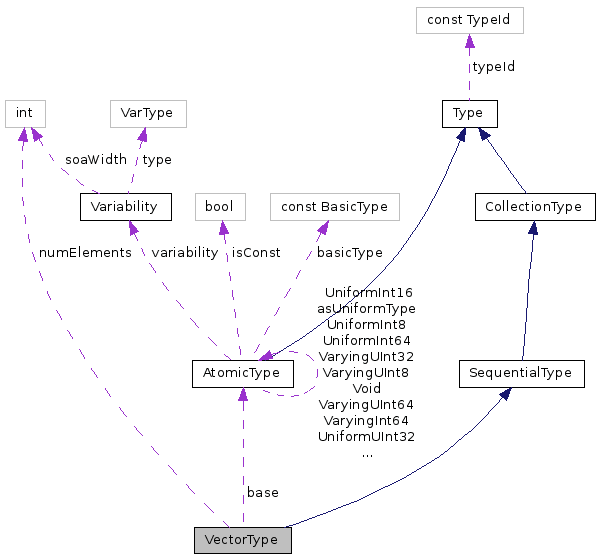 const TypeId
typeId
int
VarType
Type
soaWidth
type
Variability
bool
const BasicType
CollectionType
numElements
variability
isConst
basicType
UniformInt16
asUniformType
UniformInt8
UniformInt64
VaryingUInt32
VaryingUInt8
Void
VaryingUInt64
VaryingInt64
UniformUInt32
...
AtomicType
SequentialType
base
VectorType